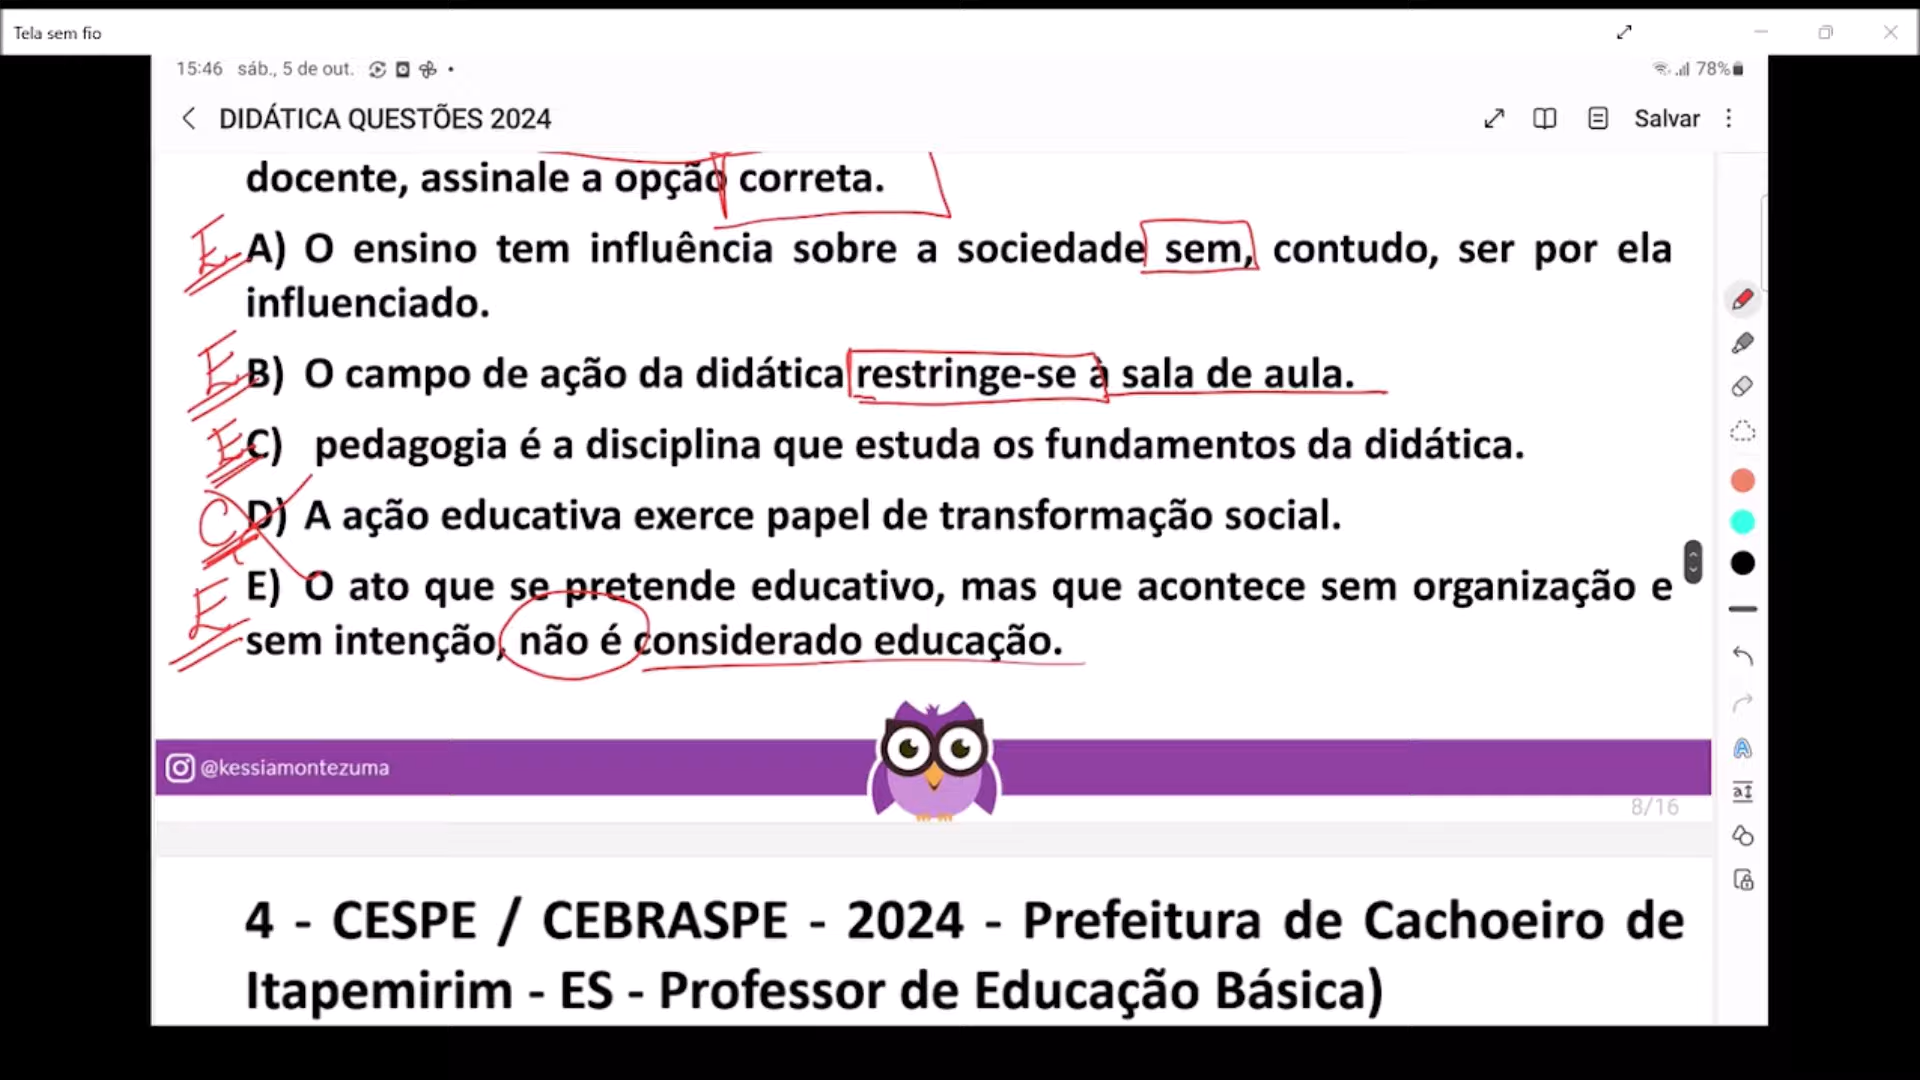 Tela sem fio
15:46 sáb., 5 de out.
78%
DIDÁTICA QUESTÕES 2024
Salvar
docente, assinale a opção correta.
E A) O ensino tem influência sobre a sociedade sem, contudo, ser por ela
influenciado.
E B) O campo de ação da didática restringe-se à sala de aula.
E C) pedagogia é a disciplina que estuda os fundamentos da didática.
C D) A ação educativa exerce papel de transformação social.
E E) O ato que se pretende educativo, mas que acontece sem organização e
sem intenção, não é considerado educação.
@kessiamontezuma
8/16
4 - CESPE / CEBRASPE - 2024 - Prefeitura de Cachoeiro de
Itapemirim - ES - Professor de Educação Básica)